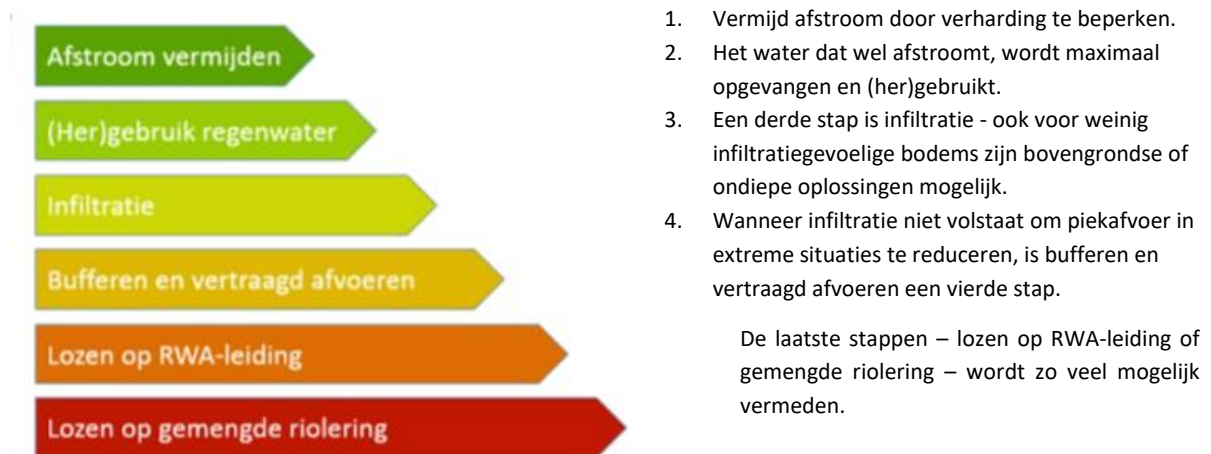 Afstroom vermijden
(Her)gebruik regenwater
Infiltratie
Bufferen en vertraagd afvoeren
Lozen op RWA-leiding
Lozen op gemengde riolering
1. Vermijd afstroom door verharding te beperken.
2. Het water dat wel afstroomt, wordt maximaal
opgevangen en (her)gebruikt.
3. Een derde stap is infiltratie - ook voor weinig
infiltratiegevoelige bodems zijn bovengrondse of
ondiepe oplossingen mogelijk.
4. Wanneer infiltratie niet volstaat om piekafvoer in
extreme situaties te reduceren, is bufferen en
vertraagd afvoeren een vierde stap.
De laatste stappen – lozen op RWA-leiding of
gemengde riolering – wordt zo veel mogelijk
vermeden.